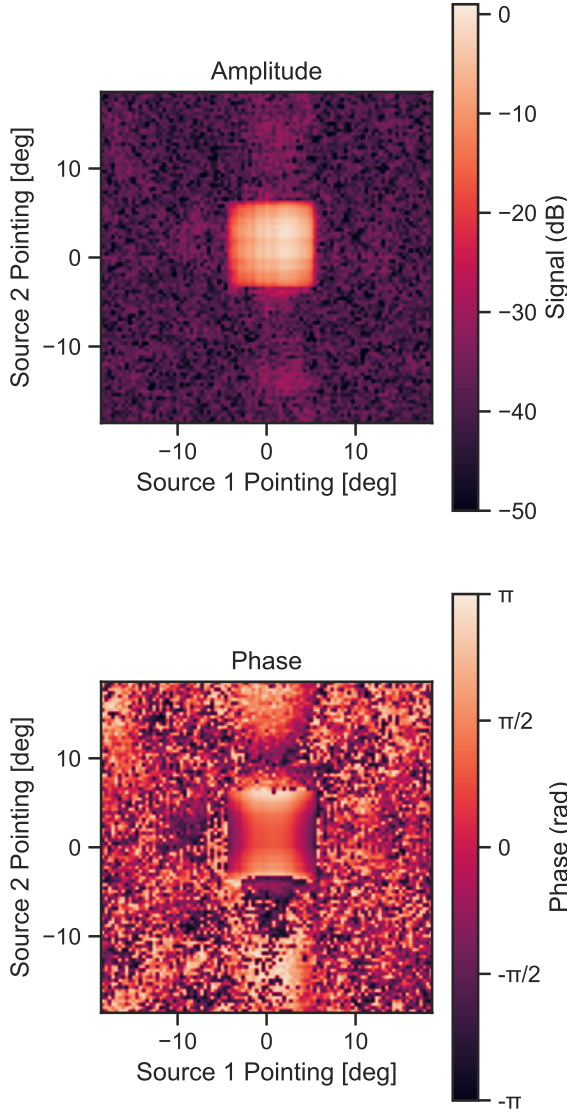 Amplitude
10
0
−10
Source 2 Pointing [deg]
−10
0
10
Source 1 Pointing [deg]
0
−10
−20
−30
−40
−50
Signal (dB)
Phase
10
0
−10
Source 2 Pointing [deg]
−10
0
10
Source 1 Pointing [deg]
π
π/2
0
-π/2
-π
Phase (rad)